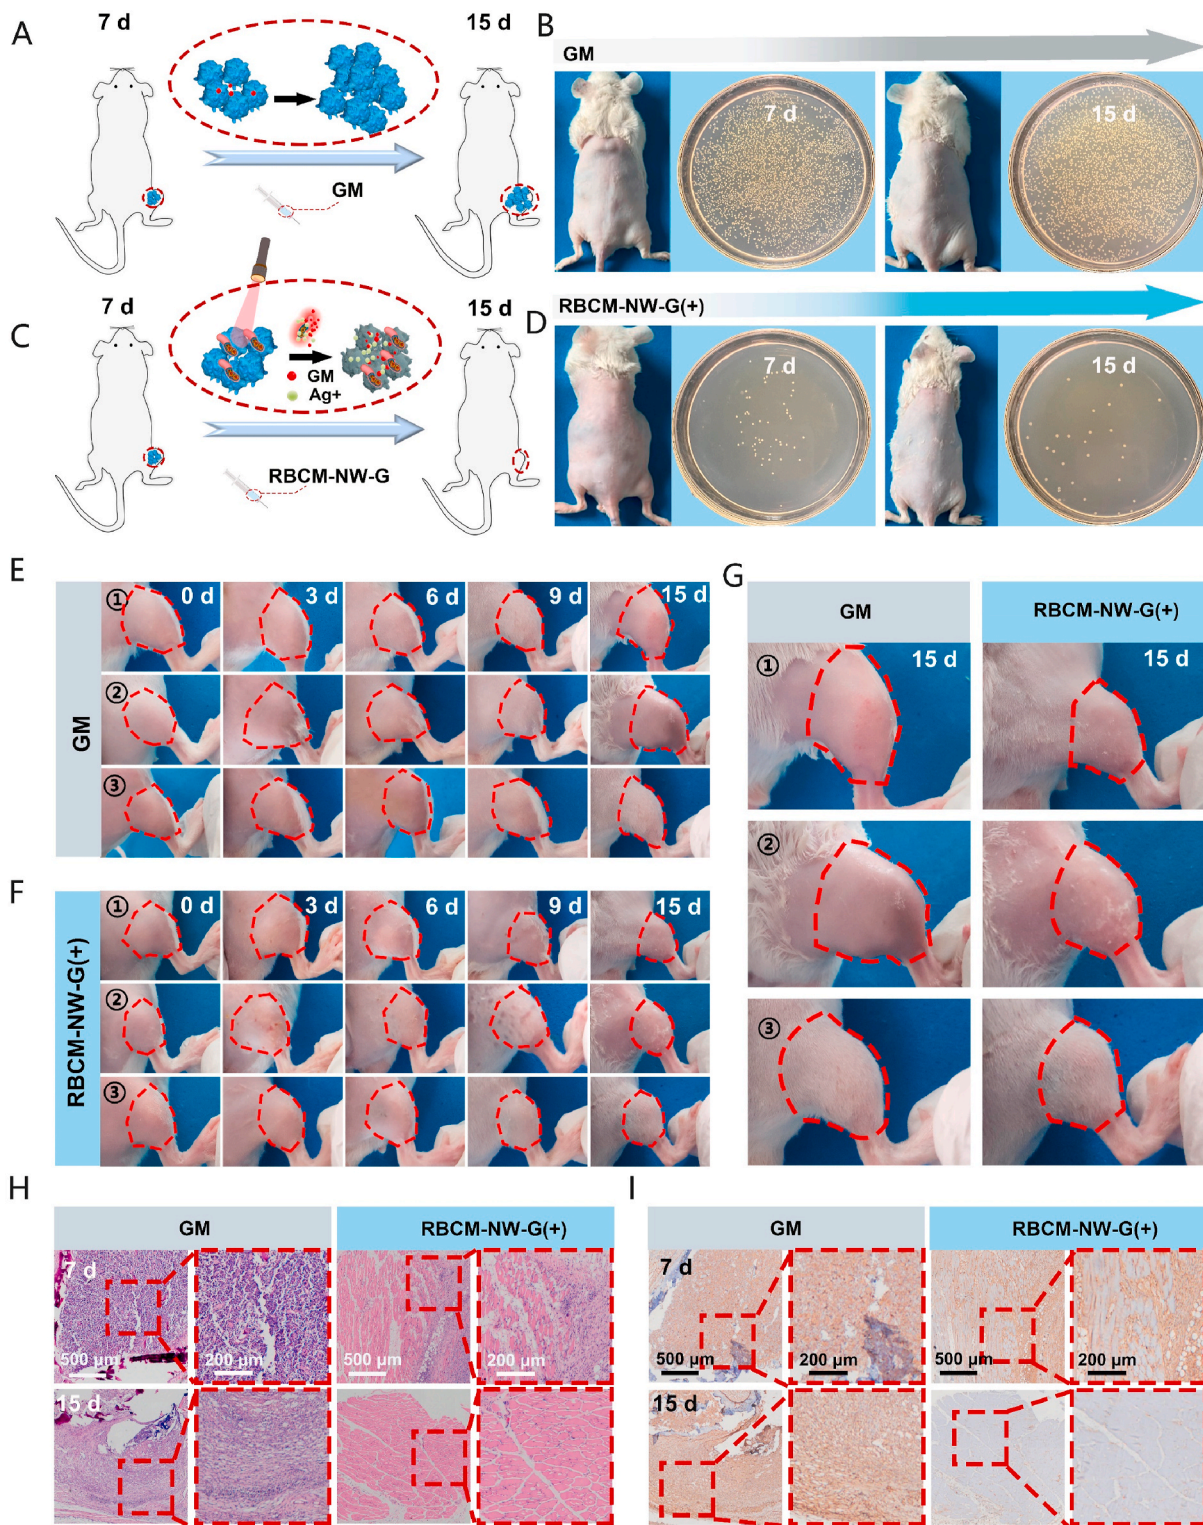 A
7 d
15 d
GM
B
GM
7 d
15 d
C
7 d
15 d
GM
Ag+
RBCM-NW-G
RBCM-NW-G(+)
D
7 d
15 d
E
GM
① 0 d 3 d 6 d 9 d 15 d
②
③
F
RBCM-NW-G(+)
① 0 d 3 d 6 d 9 d 15 d
②
③
G
GM RBCM-NW-G(+)
① 15 d 15 d
②
③
H
GM RBCM-NW-G(+)
7 d
500 μm 200 μm 500 μm 200 μm
15 d
I
GM RBCM-NW-G(+)
7 d
500 μm 200 μm 500 μm 200 μm
15 d